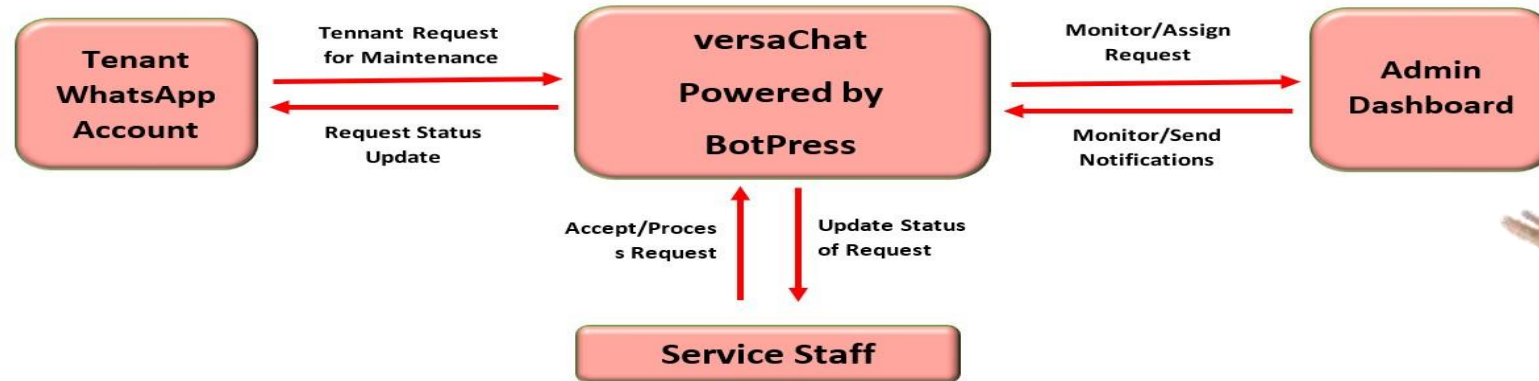 Tenant
WhatsApp
Account
Tennant Request
for Maintenance
Request Status
Update
versaChat
Powered by
BotPress
Monitor/Assign
Request
Monitor/Send
Notifications
Admin
Dashboard
Accept/Proces
s Request
Update Status
of Request
Service Staff